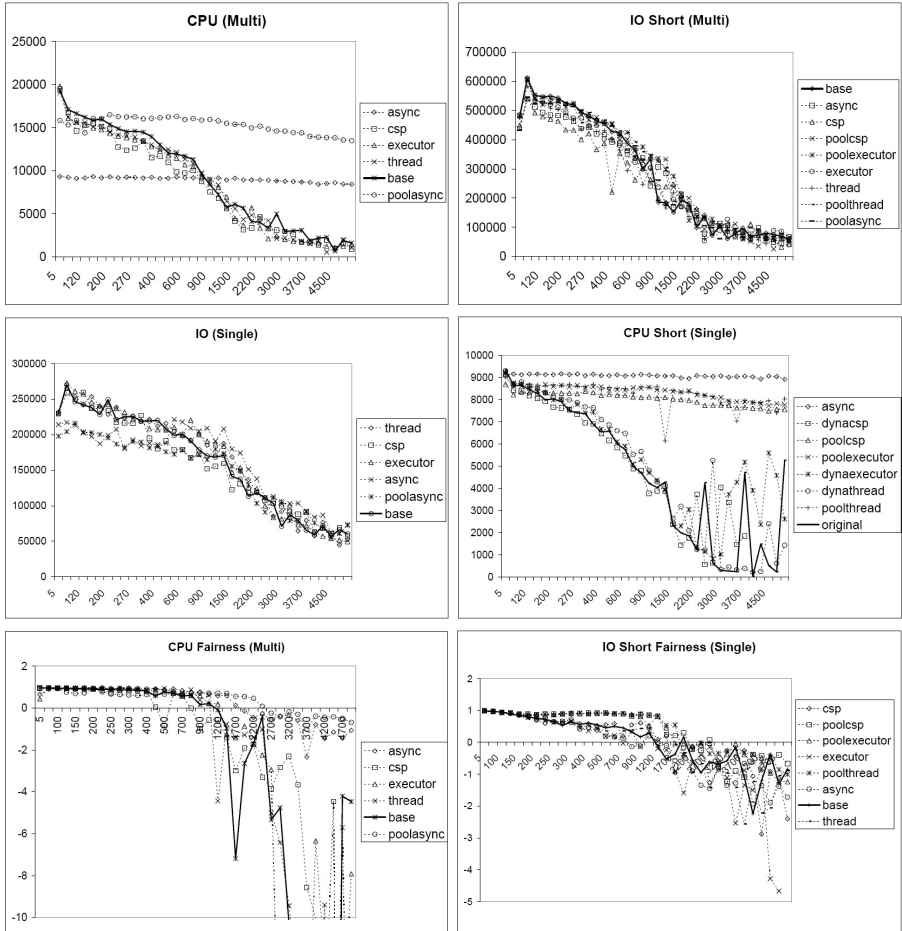 CPU (Multi)
25000
20000
15000
10000
5000
0
5 120 200 270 400 600 900 1500 2200 3000 3700 4500
async
csp
executor
thread
base
poolasync
IO Short (Multi)
700000
600000
500000
400000
300000
200000
100000
0
5 120 200 270 400 600 900 1500 2200 3000 3700 4500
base
async
csp
poolcsp
poolexecutor
executor
thread
poolthread
poolasync
IO (Single)
300000
250000
200000
150000
100000
50000
0
5 120 200 270 400 600 900 1500 2200 3000 3700 4500
thread
csp
executor
async
poolasync
base
CPU Short (Single)
10000
9000
8000
7000
6000
5000
4000
3000
2000
1000
0
5 120 200 270 400 600 900 1500 2200 3000 3700 4500
async
dynacsp
poolcsp
poolexecutor
dynaexecutor
dynathread
poolthread
original
CPU Fairness (Multi)
2
0
-2
-4
-6
-8
-10
5 100 150 200 250 300 400 500 700 900 1200 1700 2200 2700 3200 3700 4200 4700
async
csp
executor
thread
base
poolasync
IO Short Fairness (Single)
2
1
0
-1
-2
-3
-4
-5
5 100 150 200 250 300 400 500 700 900 1200
csp
poolcsp
poolexecutor
executor
poolthread
async
base
thread